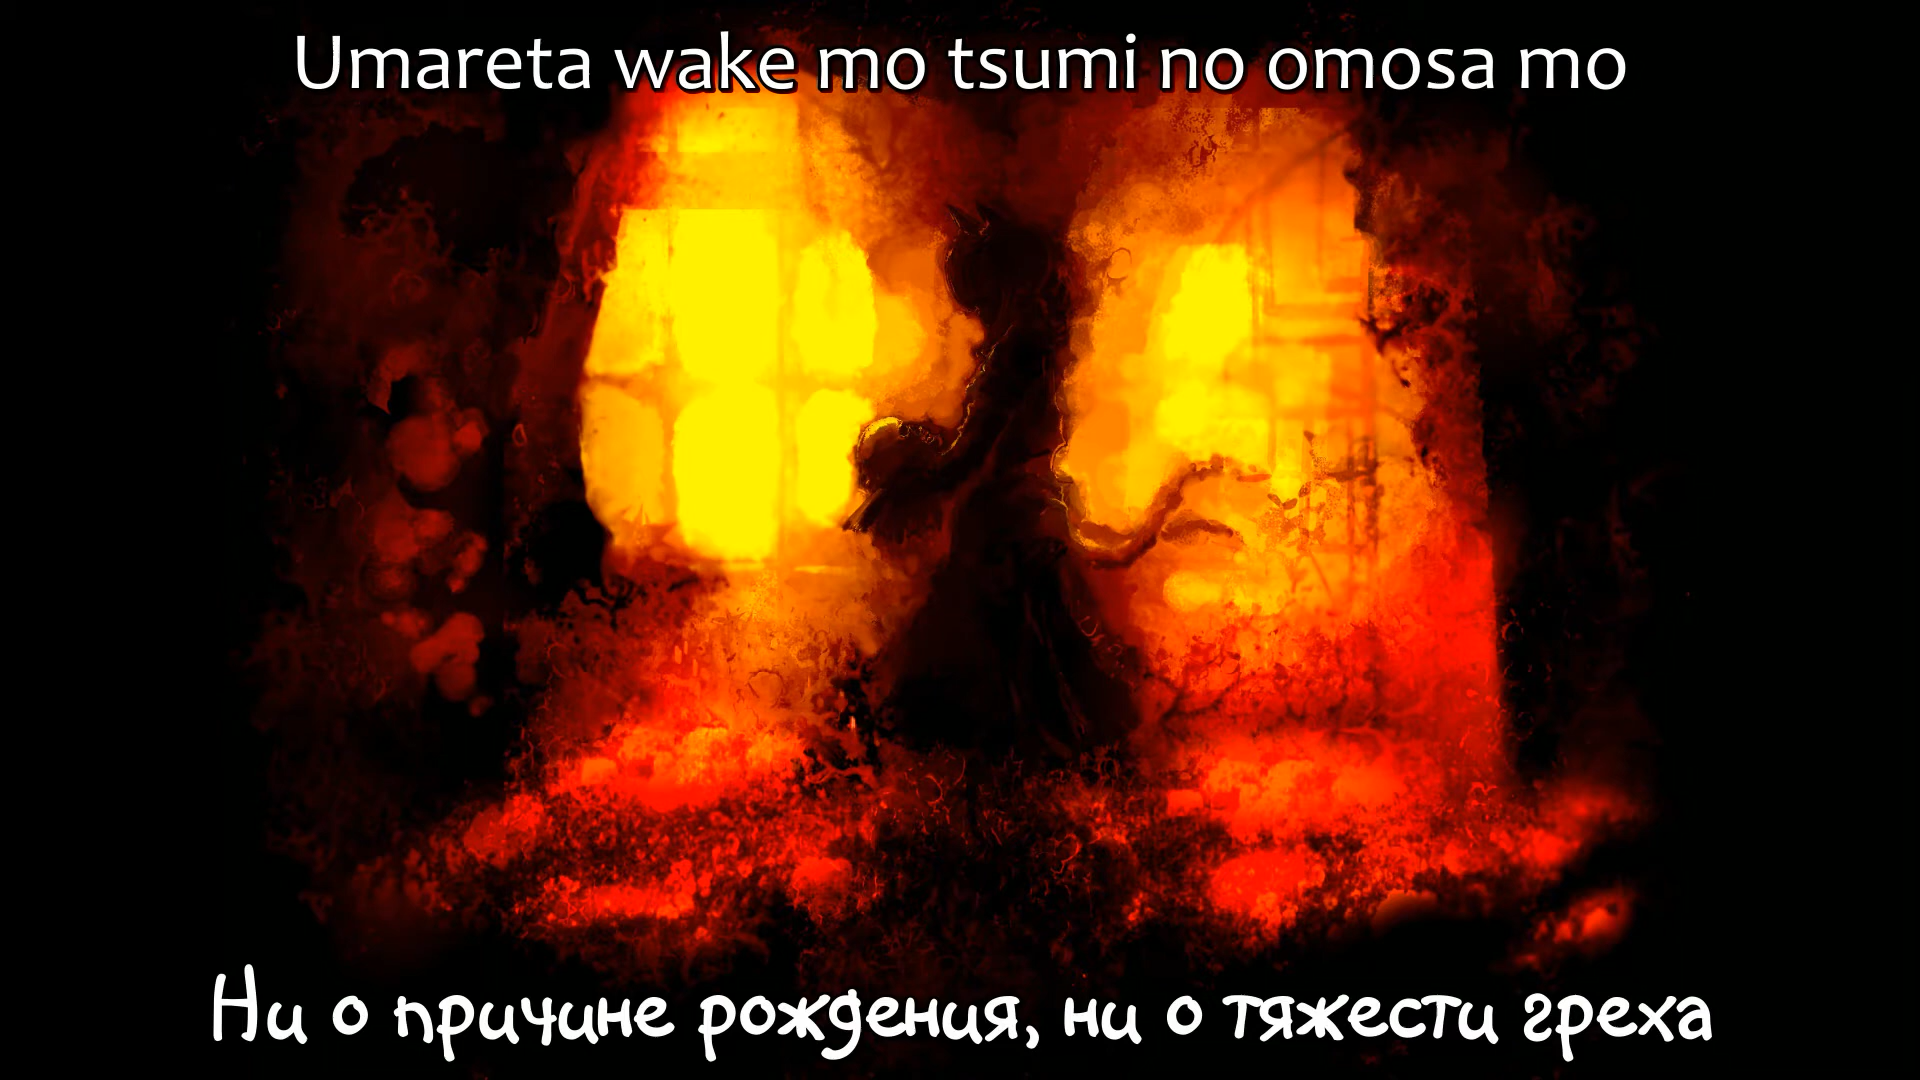 Umareta wake mo tsumi no omosa mo
Ни о причине рождения, ни о тяжести греха